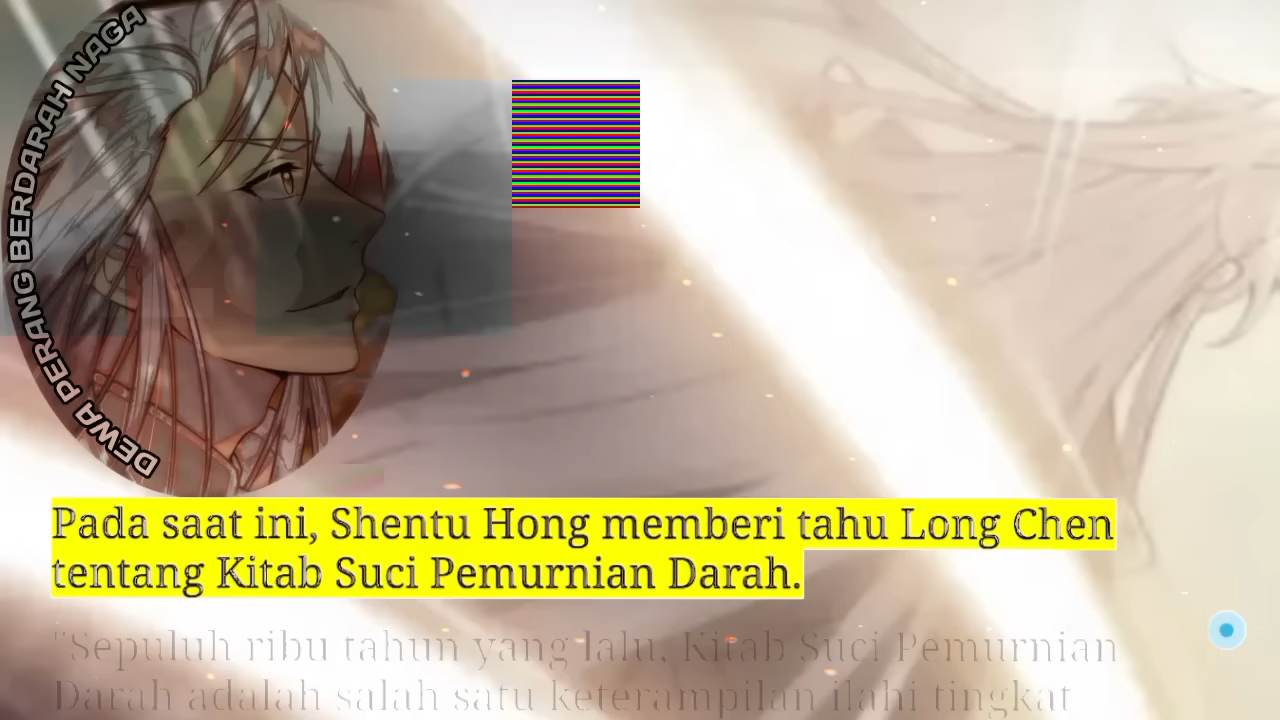 DEWA PERANG BERDARAH NAGA
Pada saat ini, Shentu Hong memberi tahu Long Chen
tentang Kitab Suci Pemurnian Darah.
"Sepuluh ribu tahun yang lalu, Kitab Suci Pemurnian
Darah adalah salah satu keterampilan ilahi tingkat